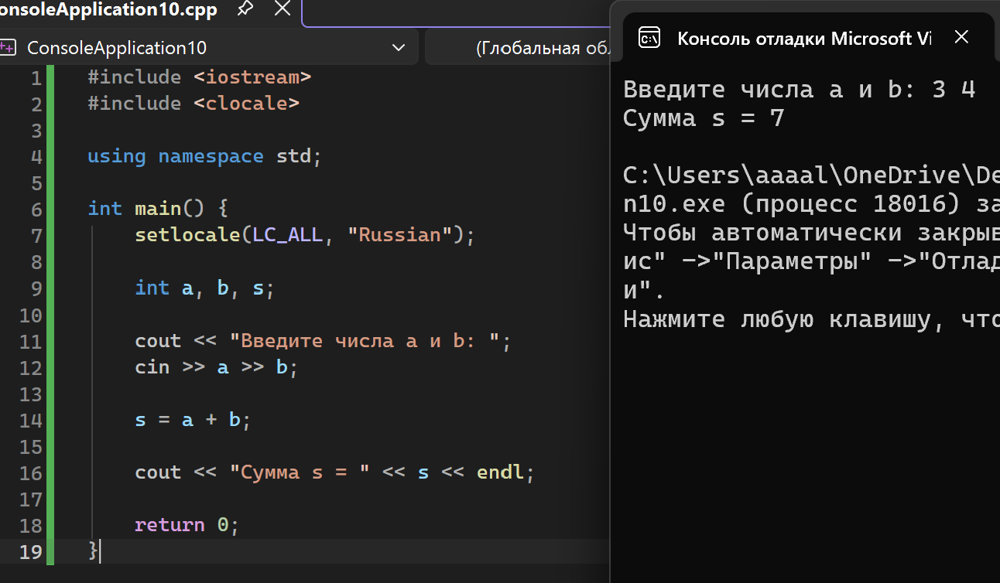 onsoleApplication10.cpp
ConsoleApplication10
(Глобальная об
1 #include <iostream>
2 #include <clocale>
3
4 using namespace std;
5
6 int main() {
7 setlocale(LC_ALL, "Russian");
8
9 int a, b, s;
10
11 cout << "Введите числа a и b: ";
12 cin >> a >> b;
13
14 s = a + b;
15
16 cout << "Сумма s = " << s << endl;
17
18 return 0;
19 }
Консоль отладки Microsoft Vi
Введите числа a и b: 3 4
Сумма s = 7
C:\Users\aaaal\OneDrive\De
n10.exe (процесс 18016) за
Чтобы автоматически закрыв
ис" ->"Параметры" ->"Отлад
и".
Нажмите любую клавишу, что